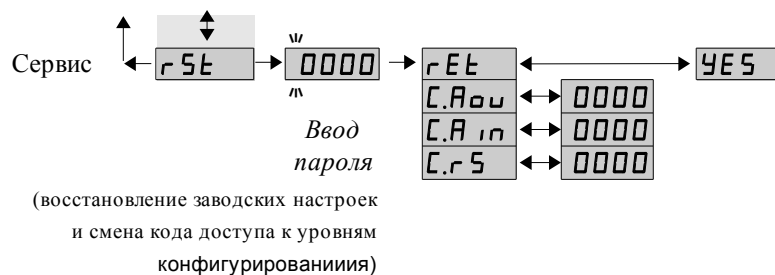 Сервис rSt 0000 rEt YES
C.Aou 0000
Ввод C.A in 0000
пароля C.rS 0000
(восстановление заводских настроек
и смена кода доступа к уровням
конфигурированииия)